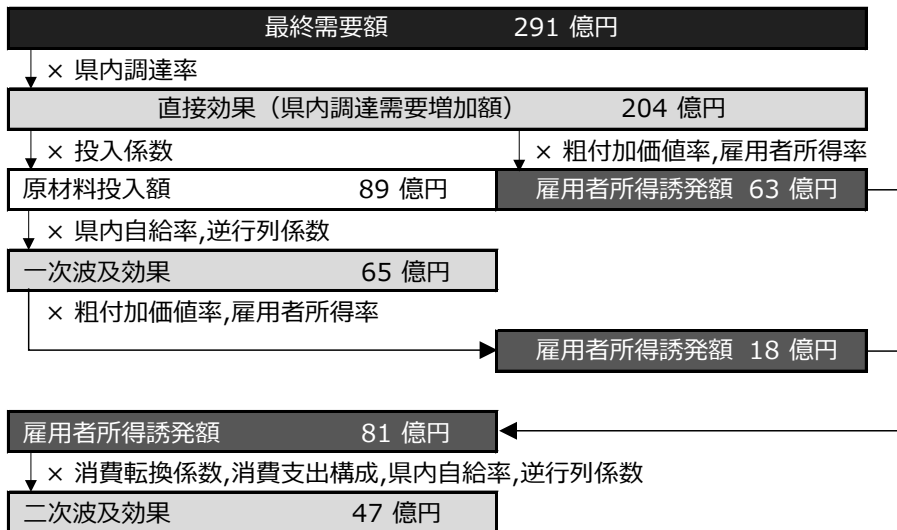 最終需要額 291 億円
× 県内調達率
直接効果（県内調達需要増加額） 204 億円
× 投入係数 × 粗付加価値率,雇用者所得率
原材料投入額 89 億円 雇用者所得誘発額 63 億円
× 県内自給率,逆行列係数
一次波及効果 65 億円
× 粗付加価値率,雇用者所得率
雇用者所得誘発額 18 億円
雇用者所得誘発額 81 億円
× 消費転換係数,消費支出構成,県内自給率,逆行列係数
二次波及効果 47 億円